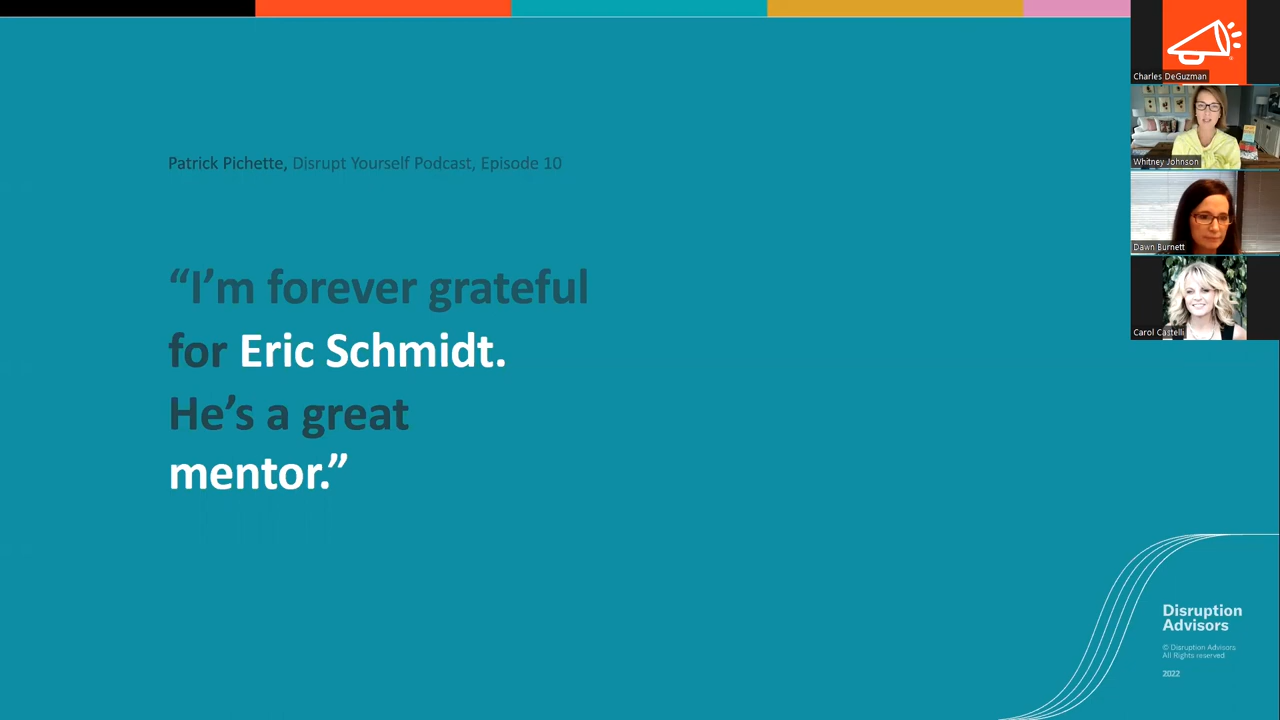 Patrick Pichette, Disrupt Yourself Podcast, Episode 10
“I’m forever grateful
for Eric Schmidt.
He’s a great
mentor.”
Charles DeGuzman
Whitney Johnson
Dawn Burnett
Carol Castelli
Disruption
Advisors
© Disruption Advisors
All Rights reserved
2022